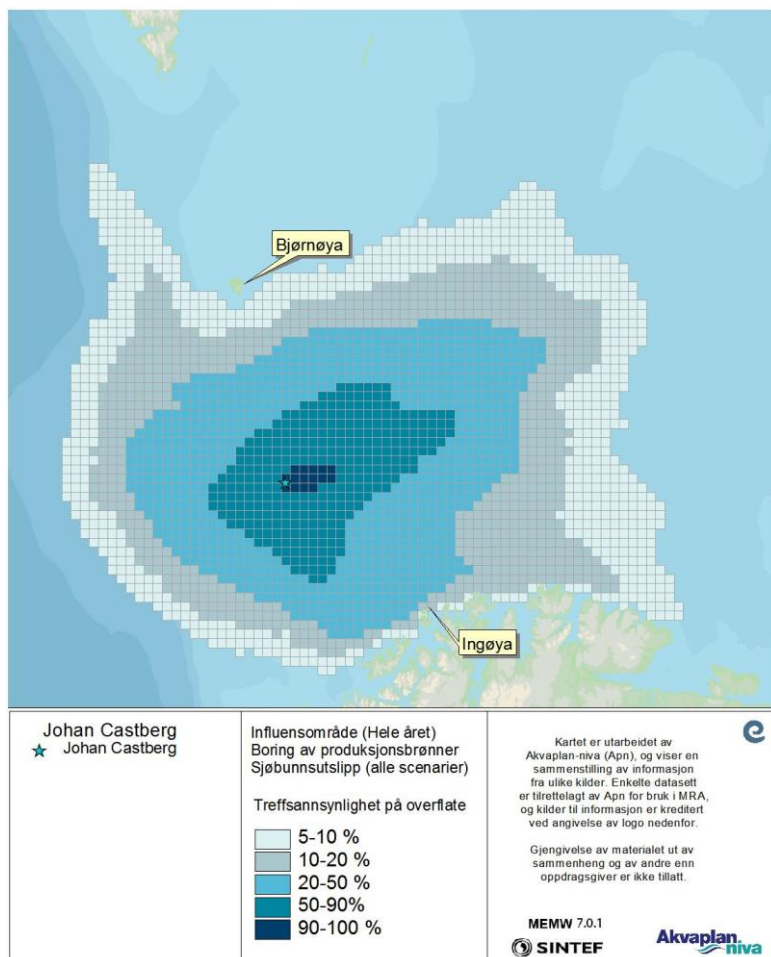 Bjørnøya
Ingøya
Johan Castberg
Johan Castberg
Influensområde (Hele året)
Boring av produksjonsbrønner
Sjøbunnsutslipp (alle scenarier)
Treffsannsynlighet på overflate
5-10 %
10-20 %
20-50 %
50-90%
90-100 %
Kartet er utarbeidet av
Akvaplan-niva (Apn), og viser en
sammenstilling av informasjon
fra ulike kilder. Enkelte datasett
er tilrettelagt av Apn for bruk i MRA,
og kilder til informasjon er kreditert
ved angivelse av logo nedenfor.
Gjengivelse av materialet ut av
sammenheng og av andre enn
oppdragsgiver er ikke tillatt.
MEMW 7.0.1
SINTEF
Akvaplan
niva